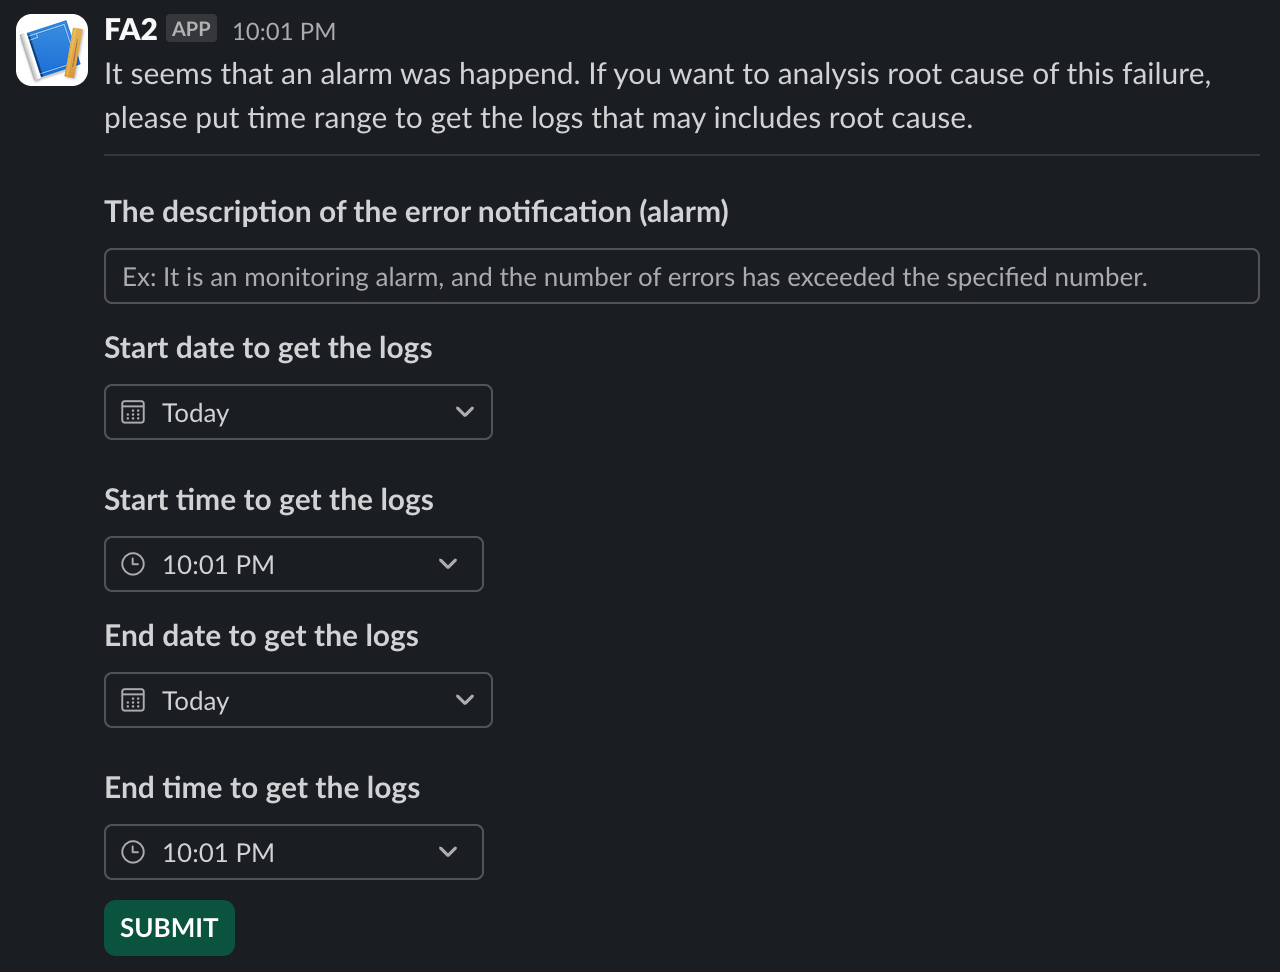 FA2 APP 10:01 PM
It seems that an alarm was happend. If you want to analysis root cause of this failure,
please put time range to get the logs that may includes root cause.
The description of the error notification (alarm)
Ex: It is an monitoring alarm, and the number of errors has exceeded the specified number.
Start date to get the logs
Today
Start time to get the logs
10:01 PM
End date to get the logs
Today
End time to get the logs
10:01 PM
SUBMIT